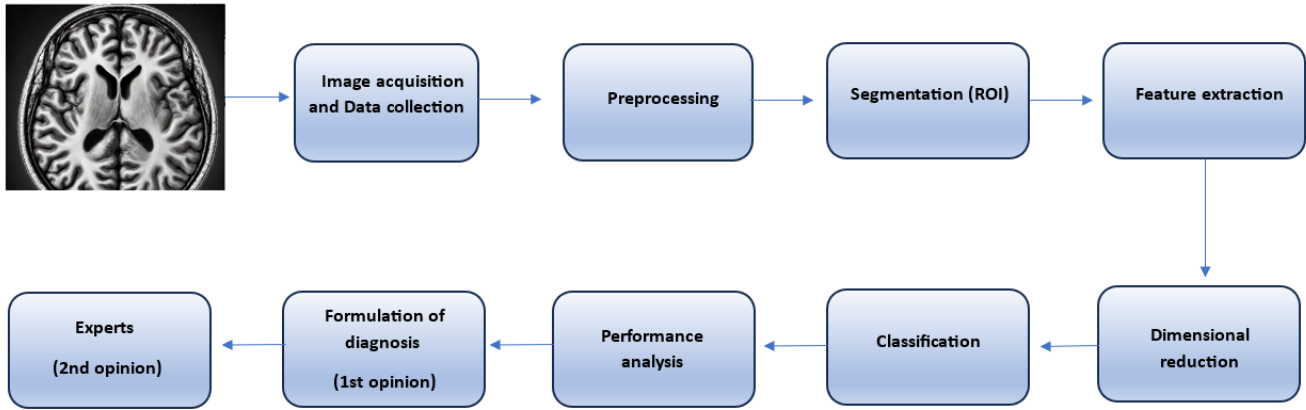 Image acquisition
and Data collection
Preprocessing
Segmentation (ROI)
Feature extraction
Dimensional
reduction
Classification
Performance
analysis
Formulation of
diagnosis
(1st opinion)
Experts
(2nd opinion)